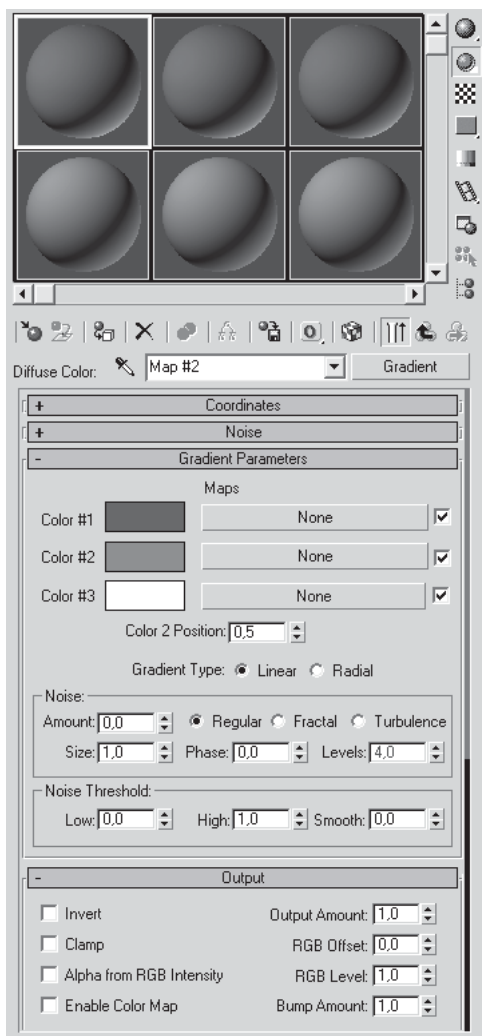 Diffuse Color: Map #2 Gradient
+ Coordinates
+ Noise
- Gradient Parameters
Maps
Color #1 None
Color #2 None
Color #3 None
Color 2 Position: 0,5
Gradient Type: Linear Radial
Noise:
Amount: 0,0 Regular Fractal Turbulence
Size: 1,0 Phase: 0,0 Levels: 4,0
Noise Threshold:
Low: 0,0 High: 1,0 Smooth: 0,0
- Output
Invert Output Amount: 1,0
Clamp RGB Offset: 0,0
Alpha from RGB Intensity RGB Level: 1,0
Enable Color Map Bump Amount: 1,0